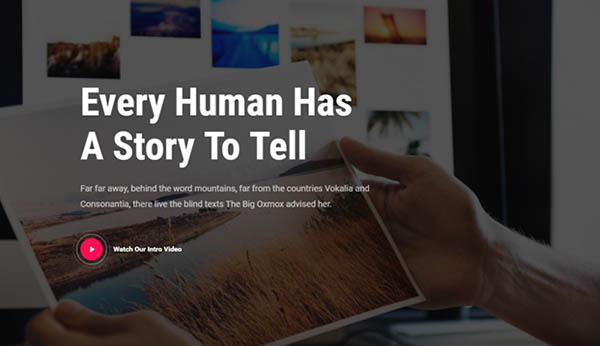 Every Human Has
A Story To Tell
Far far away, behind the word mountains, far from the countries Vokalia and
Consonantia, there live the blind texts The Big Oxmox advised her.
Watch Our Intro Video